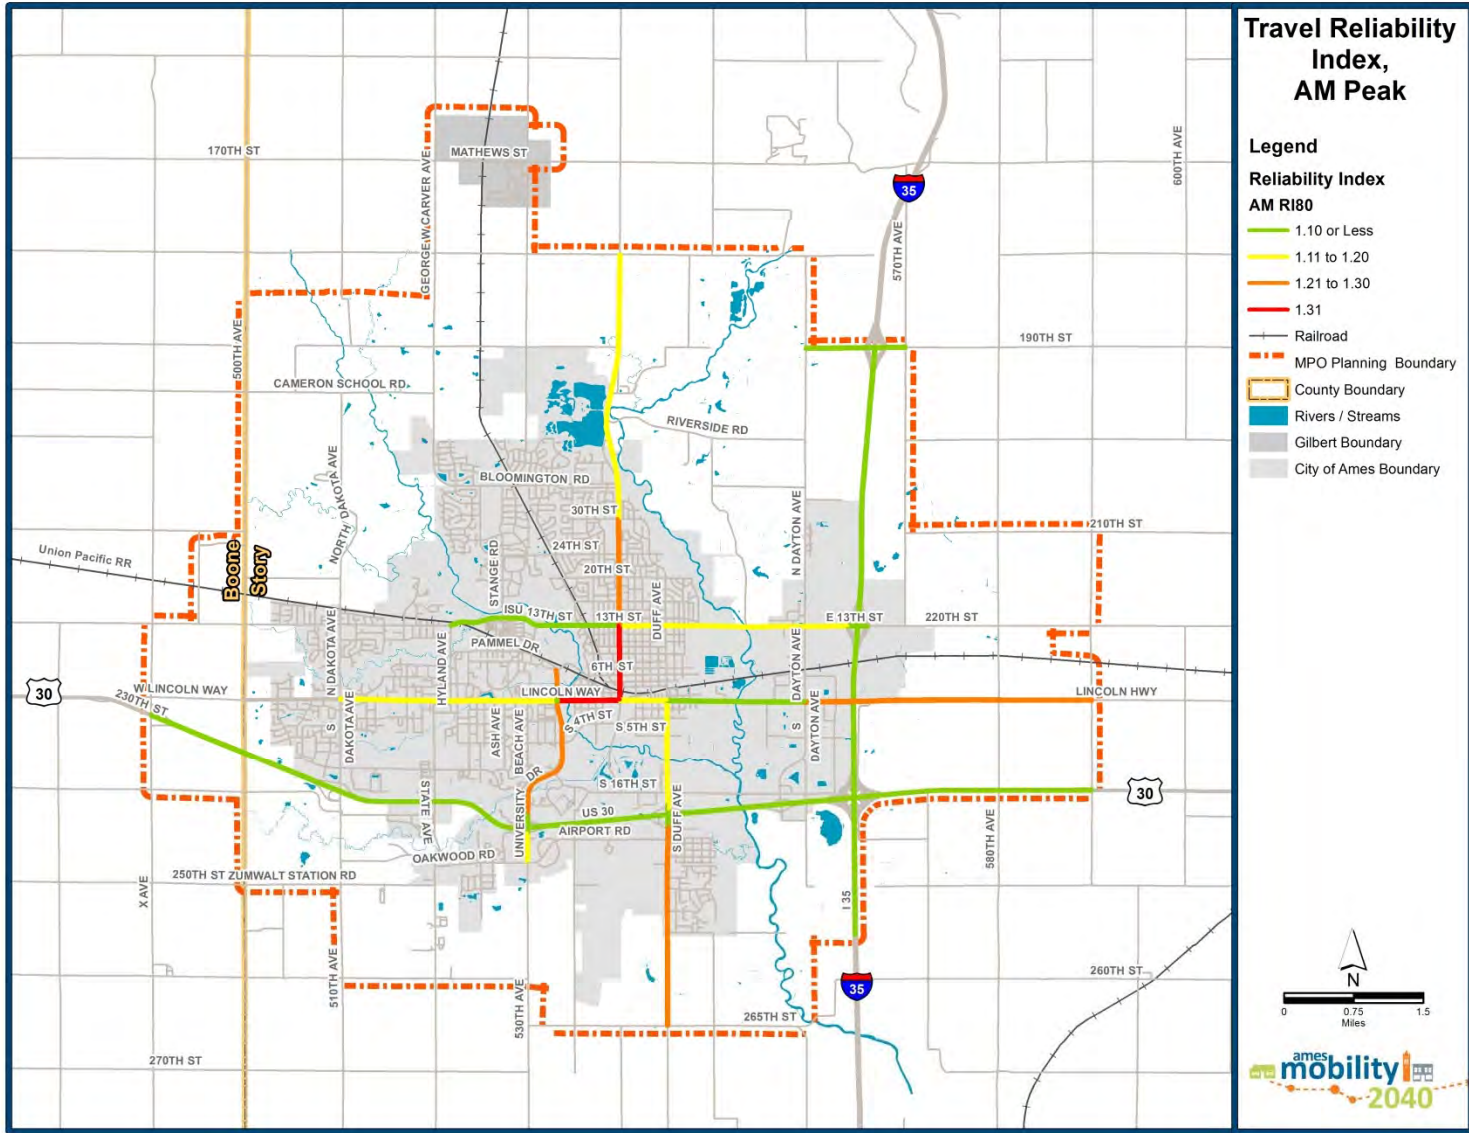 Travel Reliability
Index,
AM Peak
Legend
Reliability Index
AM RI80
1.10 or Less
1.11 to 1.20
1.21 to 1.30
1.31
Railroad
MPO Planning Boundary
County Boundary
Rivers / Streams
Gilbert Boundary
City of Ames Boundary
170TH ST
MATHEWS ST
GEORGE W CARVER AVE
600TH AVE
35
570TH AVE
500TH AVE
190TH ST
CAMERON SCHOOL RD
RIVERSIDE RD
NORTH DAKOTA AVE
BLOOMINGTON RD
30TH ST
N DAYTON AVE
210TH ST
24TH ST
Union Pacific RR
Boone
Story
STANGE RD
20TH ST
DUFF AVE
ISU 13TH ST
13TH ST
E 13TH ST
220TH ST
N DAKOTA AVE
HYLAND AVE
PAMMEL DR
6TH ST
DAYTON AVE
30
W LINCOLN WAY
230TH ST
LINCOLN WAY
LINCOLN HWY
S
DAKOTA AVE
ASH AVE
BEACH AVE
S 4TH ST
S 5TH ST
S
DAYTON AVE
UNIVERSITY
DR
S 16TH ST
30
STATE AVE
US 30
AIRPORT RD
S DUFF AVE
580TH AVE
OAKWOOD RD
250TH ST ZUMWALT STATION RD
X AVE
I 35
510TH AVE
530TH AVE
260TH ST
35
265TH ST
270TH ST
N
0 0.75 1.5
Miles
ames
mobility
2040